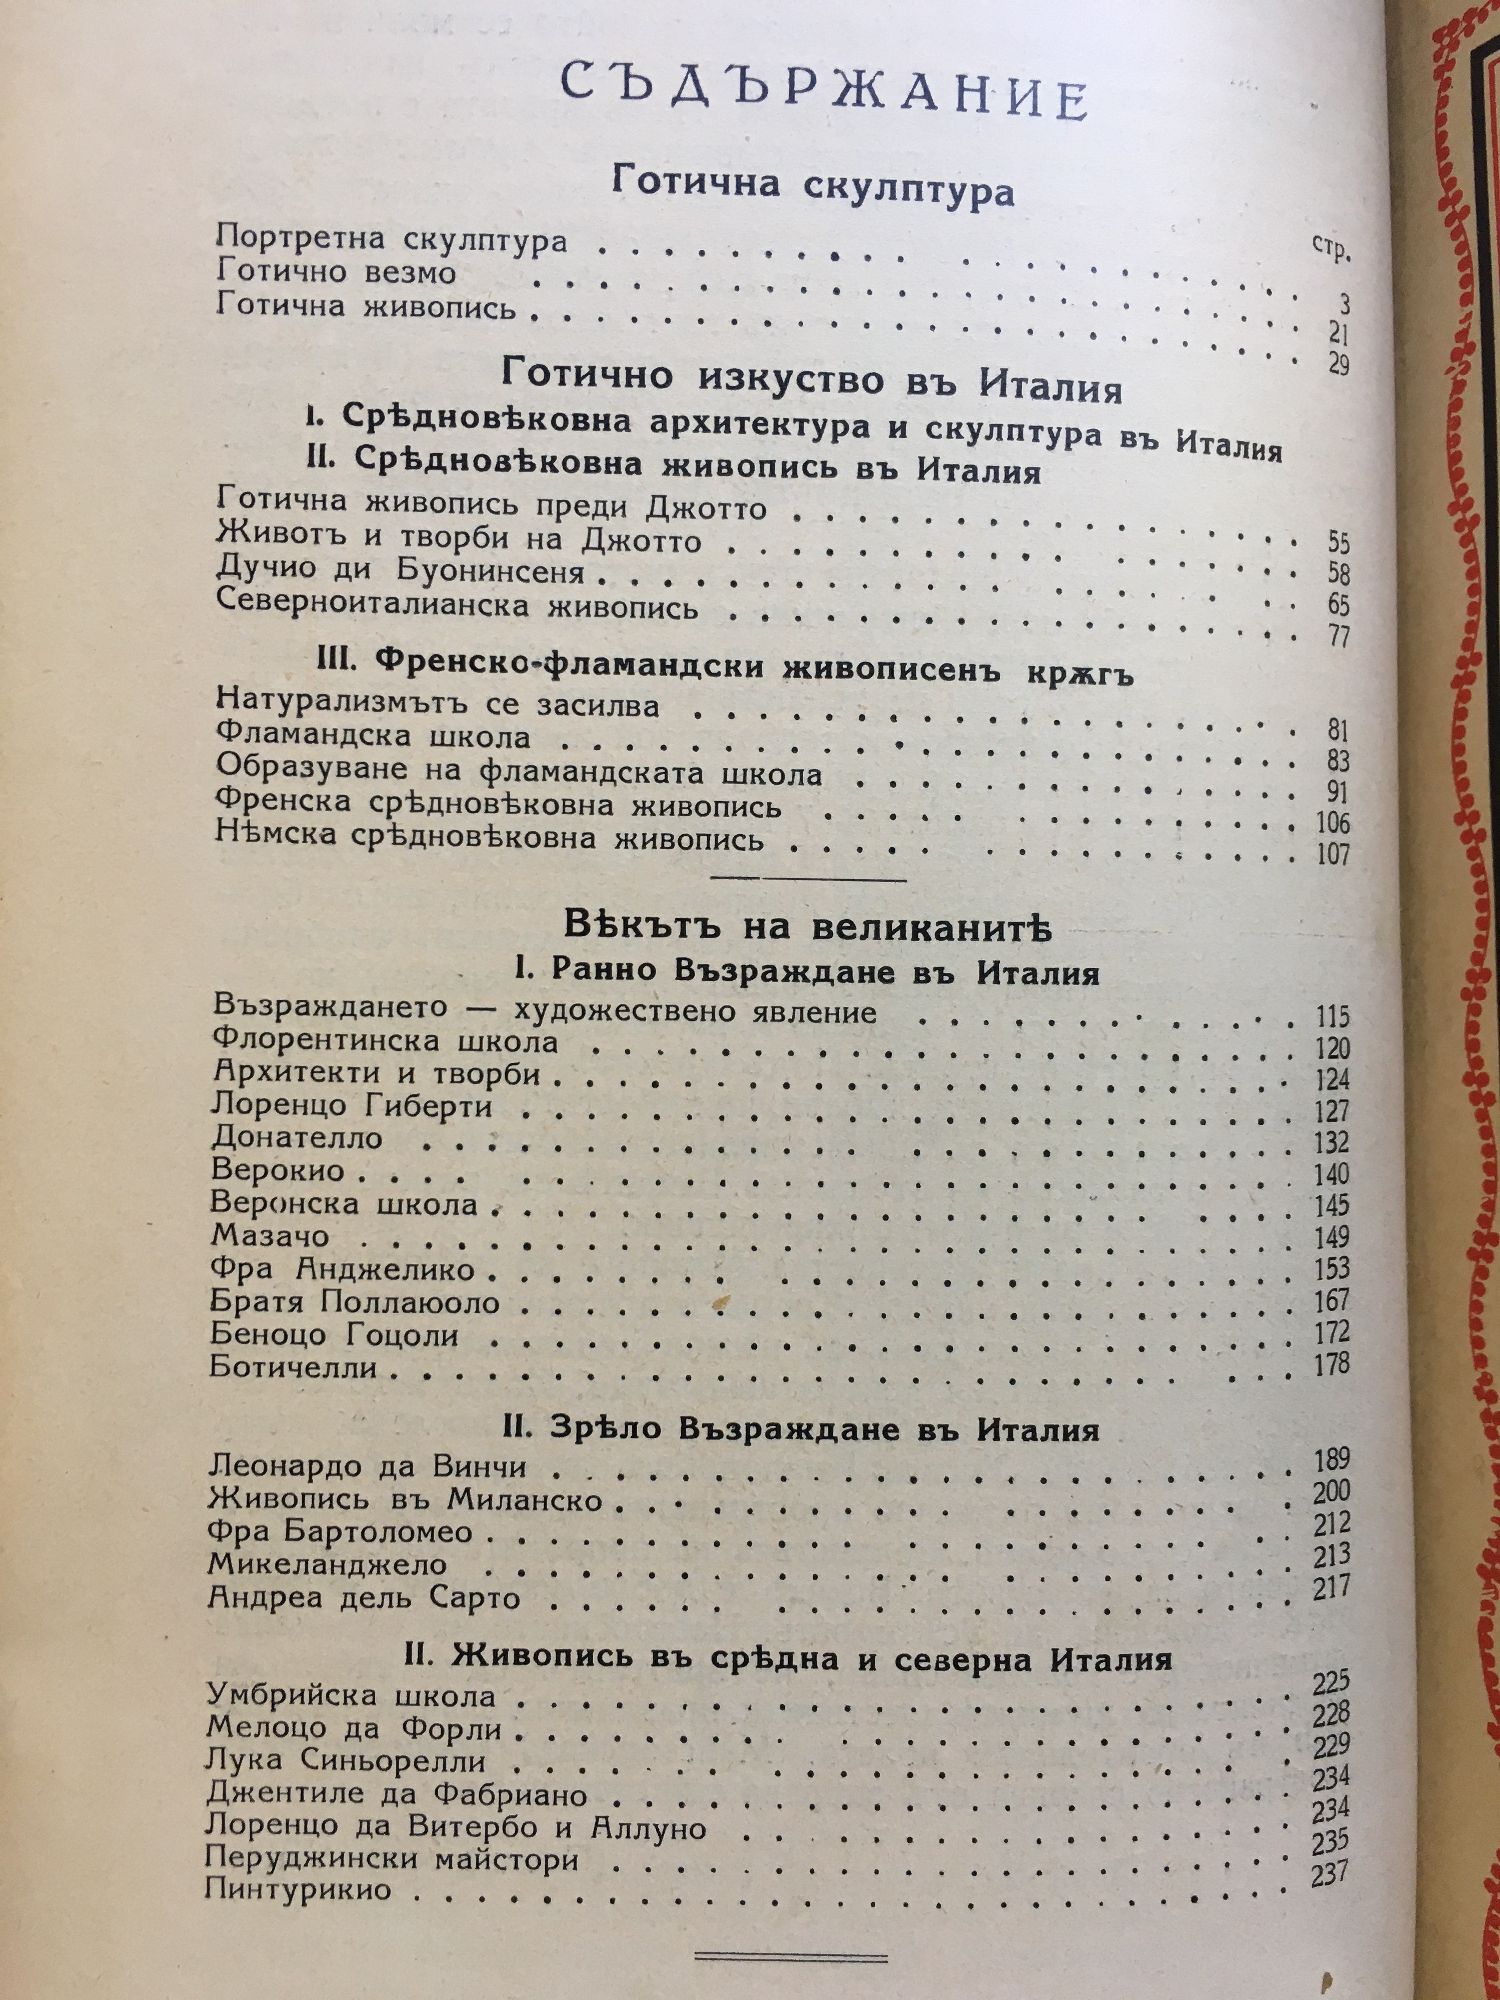 СЪДЪРЖАНИЕ
Готична скулптура
стр.
Портретна скулптура . . . . . . . . . . . . . . . . . . . . 3
Готично везмо . . . . . . . . . . . . . . . . . . . . 21
Готична живопись . . . . . . . . . . . . . . . . . . . . 29
Готично изкуство въ Италия
I. Срѣдновѣковна архитектура и скулптура въ Италия
II. Срѣдновѣковна живопись въ Италия
Готична живопись преди Джотто . . . . . . . . . . . . . . . 55
Животъ и творби на Джотто . . . . . . . . . . . . . . . 58
Дучио ди Буонинсеня . . . . . . . . . . . . . . . . . . 65
Северноиталианска живопись . . . . . . . . . . . . . . . 77
III. Френско-фламандски живописенъ крѫгъ
Натурализмътъ се засилва . . . . . . . . . . . . . . . . . 81
Фламандска школа . . . . . . . . . . . . . . . . . . . . 83
Образуване на фламандската школа . . . . . . . . . . . . . 91
Френска срѣдновѣковна живопись . . . . . . . . . . . . . 106
Нѣмска срѣдновѣковна живопись . . . . . . . . . . . . . 107
Вѣкътъ на великанитѣ
I. Ранно Възраждане въ Италия
Възраждането — художествено явление . . . . . . . . . . . 115
Флорентинска школа . . . . . . . . . . . . . . . . . . . 120
Архитекти и творби . . . . . . . . . . . . . . . . . . . 124
Лоренцо Гиберти . . . . . . . . . . . . . . . . . . . . 127
Донателло . . . . . . . . . . . . . . . . . . . . . . . 132
Верокио . . . . . . . . . . . . . . . . . . . . . . . . 140
Веронска школа . . . . . . . . . . . . . . . . . . . . . 145
Мазачо . . . . . . . . . . . . . . . . . . . . . . . . . 149
Фра Анджелико . . . . . . . . . . . . . . . . . . . . . 153
Братя Поллаюоло . . . . . . . . . . . . . . . . . . . . 167
Беноцо Гоцоли . . . . . . . . . . . . . . . . . . . . . 172
Ботичелли . . . . . . . . . . . . . . . . . . . . . . . 178
II. Зрѣло Възраждане въ Италия
Леонардо да Винчи . . . . . . . . . . . . . . . . . . . 189
Живопись въ Миланско . . . . . . . . . . . . . . . . . . 200
Фра Бартоломео . . . . . . . . . . . . . . . . . . . . . 212
Микеланджело . . . . . . . . . . . . . . . . . . . . . . 213
Андреа дель Сарто . . . . . . . . . . . . . . . . . . . 217
II. Живопись въ срѣдна и северна Италия
Умбрийска школа . . . . . . . . . . . . . . . . . . . . 225
Мелоцо да Форли . . . . . . . . . . . . . . . . . . . . 228
Лука Синьорелли . . . . . . . . . . . . . . . . . . . . 229
Джентиле да Фабриано . . . . . . . . . . . . . . . . . . 234
Лоренцо да Витербо и Аллуно . . . . . . . . . . . . . . 234
Перуджински майстори . . . . . . . . . . . . . . . . . . 235
Пинтурикио . . . . . . . . . . . . . . . . . . . . . . . 237